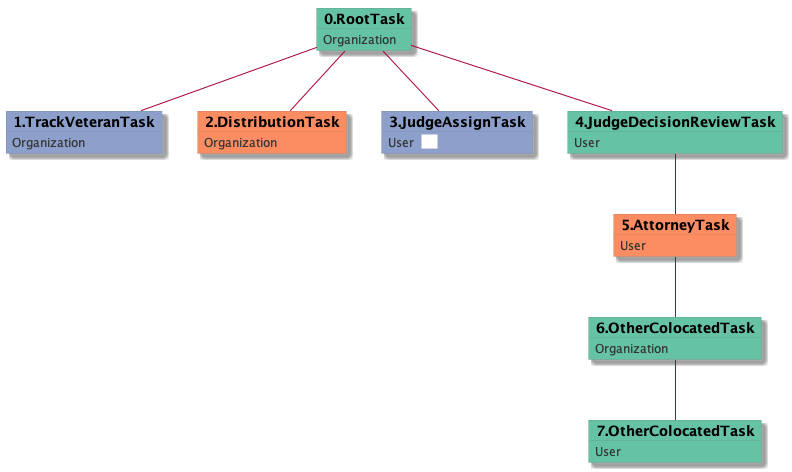 0.RootTask
Organization
1.TrackVeteranTask
Organization
2.DistributionTask
Organization
3.JudgeAssignTask
User
4.JudgeDecisionReviewTask
User
5.AttorneyTask
User
6.OtherColocatedTask
Organization
7.OtherColocatedTask
User